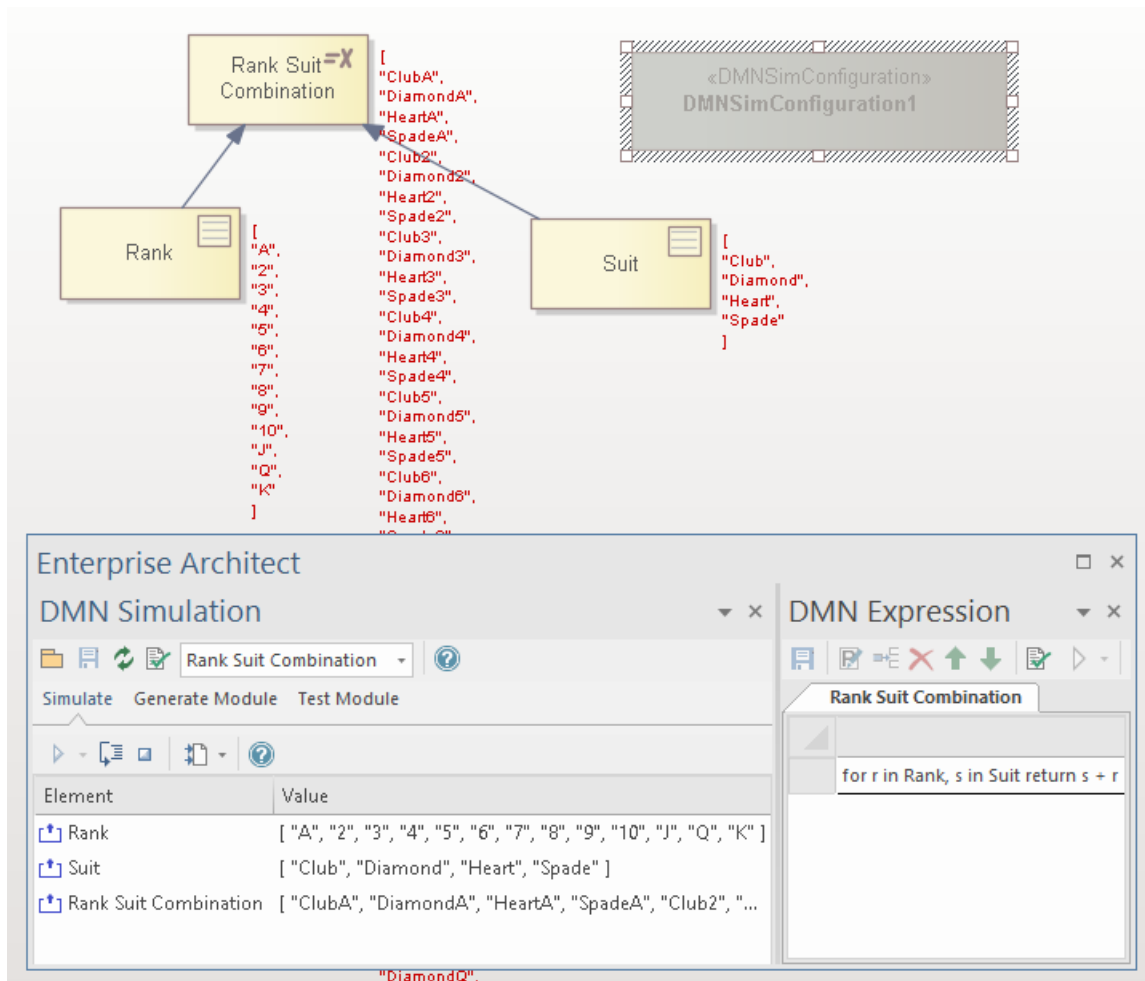 Rank Suit
Combination
=X
[
"ClubA",
"DiamondA",
"HeartA",
"SpadeA",
"Club2",
"Diamond2",
"Heart2",
"Spade2",
"Club3",
"Diamond3",
"Heart3",
"Spade3",
"Club4",
"Diamond4",
"Heart4",
"Spade4",
"Club5",
"Diamond5",
"Heart5",
"Spade5",
"Club6",
"Diamond6",
"Heart6",
«DMNSimConfiguration»
DMNSimConfiguration1
Rank
[
"A",
"2",
"3",
"4",
"5",
"6",
"7",
"8",
"9",
"10",
"J",
"Q",
"K"
]
Suit
[
"Club",
"Diamond",
"Heart",
"Spade"
]
Enterprise Architect
DMN Simulation
Rank Suit Combination
Simulate Generate Module Test Module
Element Value
Rank [ "A", "2", "3", "4", "5", "6", "7", "8", "9", "10", "J", "Q", "K" ]
Suit [ "Club", "Diamond", "Heart", "Spade" ]
Rank Suit Combination [ "ClubA", "DiamondA", "HeartA", "SpadeA", "Club2", "...
DMN Expression
Rank Suit Combination
for r in Rank, s in Suit return s + r
"DiamondQ",